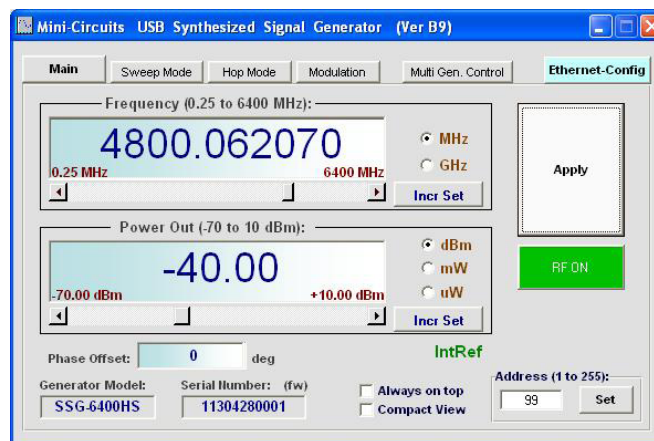 Mini-Circuits USB Synthesized Signal Generator (Ver B9)
Main Sweep Mode Hop Mode Modulation Multi Gen. Control Ethernet-Config
Frequency (0.25 to 6400 MHz):
4800.062070
0.25 MHz 6400 MHz
MHz
GHz
Incr Set
Apply
Power Out (-70 to 10 dBm):
-40.00
-70.00 dBm +10.00 dBm
dBm
mW
uW
Incr Set
RF ON
Phase Offset: 0 deg
IntRef
Generator Model: Serial Number: (fw)
SSG-6400HS 11304280001
Always on top
Compact View
Address (1 to 255):
99 Set